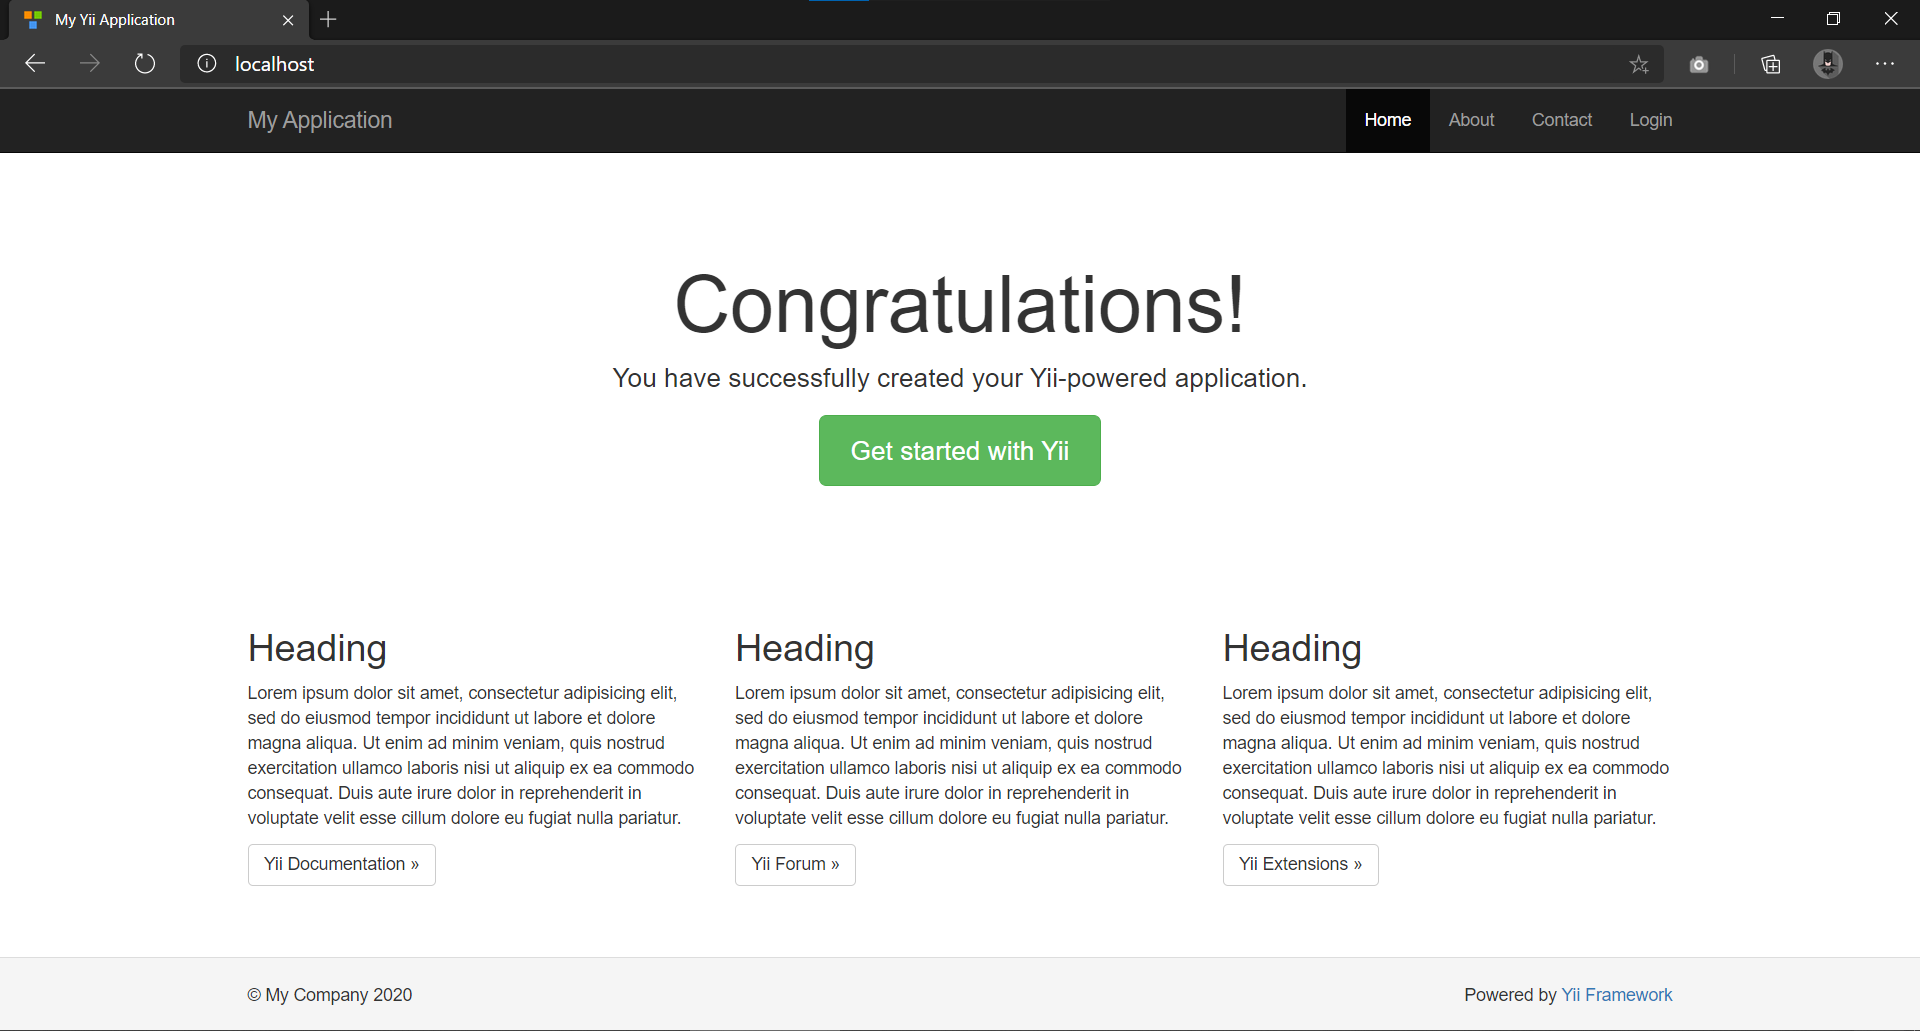 My Yii Application
localhost
My Application
Home About Contact Login
Congratulations!
You have successfully created your Yii-powered application.
Get started with Yii
Heading
Lorem ipsum dolor sit amet, consectetur adipisicing elit,
sed do eiusmod tempor incididunt ut labore et dolore
magna aliqua. Ut enim ad minim veniam, quis nostrud
exercitation ullamco laboris nisi ut aliquip ex ea commodo
consequat. Duis aute irure dolor in reprehenderit in
voluptate velit esse cillum dolore eu fugiat nulla pariatur.
Yii Documentation »
Heading
Lorem ipsum dolor sit amet, consectetur adipisicing elit,
sed do eiusmod tempor incididunt ut labore et dolore
magna aliqua. Ut enim ad minim veniam, quis nostrud
exercitation ullamco laboris nisi ut aliquip ex ea commodo
consequat. Duis aute irure dolor in reprehenderit in
voluptate velit esse cillum dolore eu fugiat nulla pariatur.
Yii Forum »
Heading
Lorem ipsum dolor sit amet, consectetur adipisicing elit,
sed do eiusmod tempor incididunt ut labore et dolore
magna aliqua. Ut enim ad minim veniam, quis nostrud
exercitation ullamco laboris nisi ut aliquip ex ea commodo
consequat. Duis aute irure dolor in reprehenderit in
voluptate velit esse cillum dolore eu fugiat nulla pariatur.
Yii Extensions »
© My Company 2020
Powered by Yii Framework